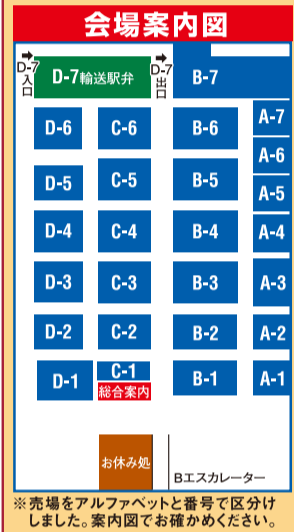 会場案内図
D-7入口
D-7輸送駅弁
D-7出口
B-7
D-6 C-6 B-6 A-7
A-6
D-5 C-5 B-5 A-5
D-4 C-4 B-4 A-4
D-3 C-3 B-3 A-3
D-2 C-2 B-2 A-2
D-1 C-1 B-1 A-1
総合案内
お休み処
Bエスカレーター
※売場をアルファベットと番号で区分け
しました。案内図でお確かめください。